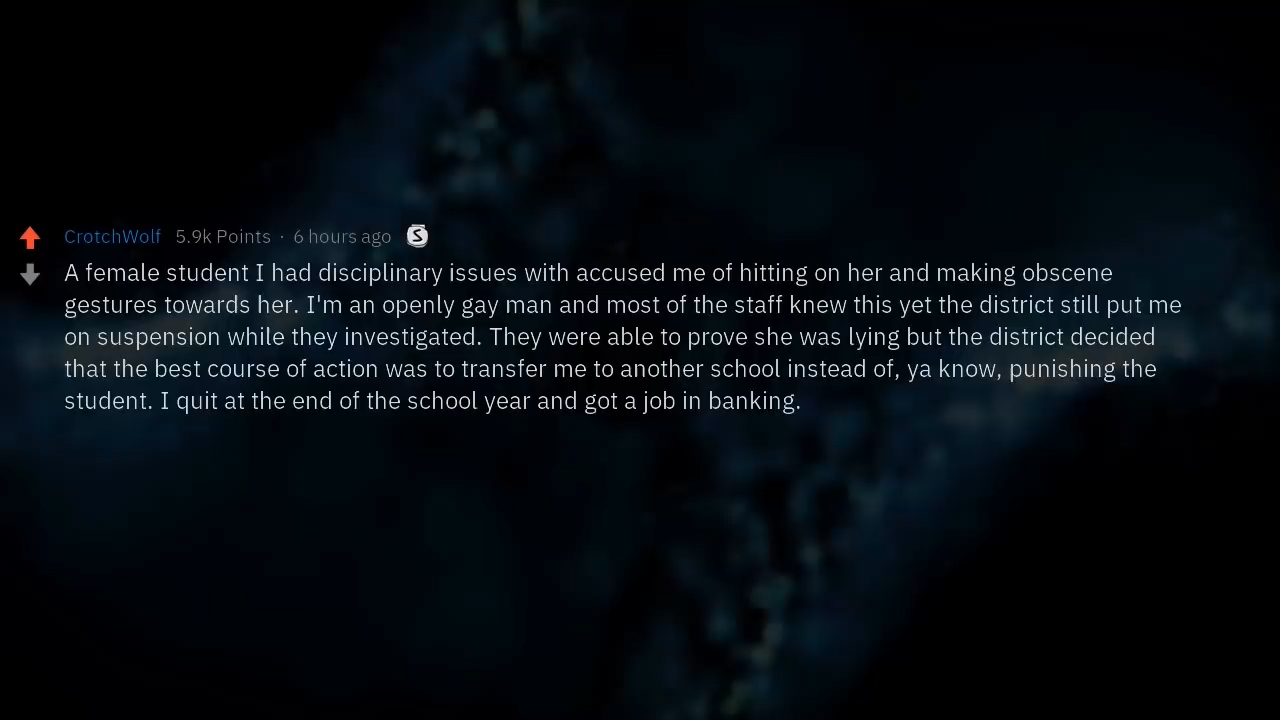 CrotchWolf 5.9k Points · 6 hours ago S
A female student I had disciplinary issues with accused me of hitting on her and making obscene
gestures towards her. I'm an openly gay man and most of the staff knew this yet the district still put me
on suspension while they investigated. They were able to prove she was lying but the district decided
that the best course of action was to transfer me to another school instead of, ya know, punishing the
student. I quit at the end of the school year and got a job in banking.